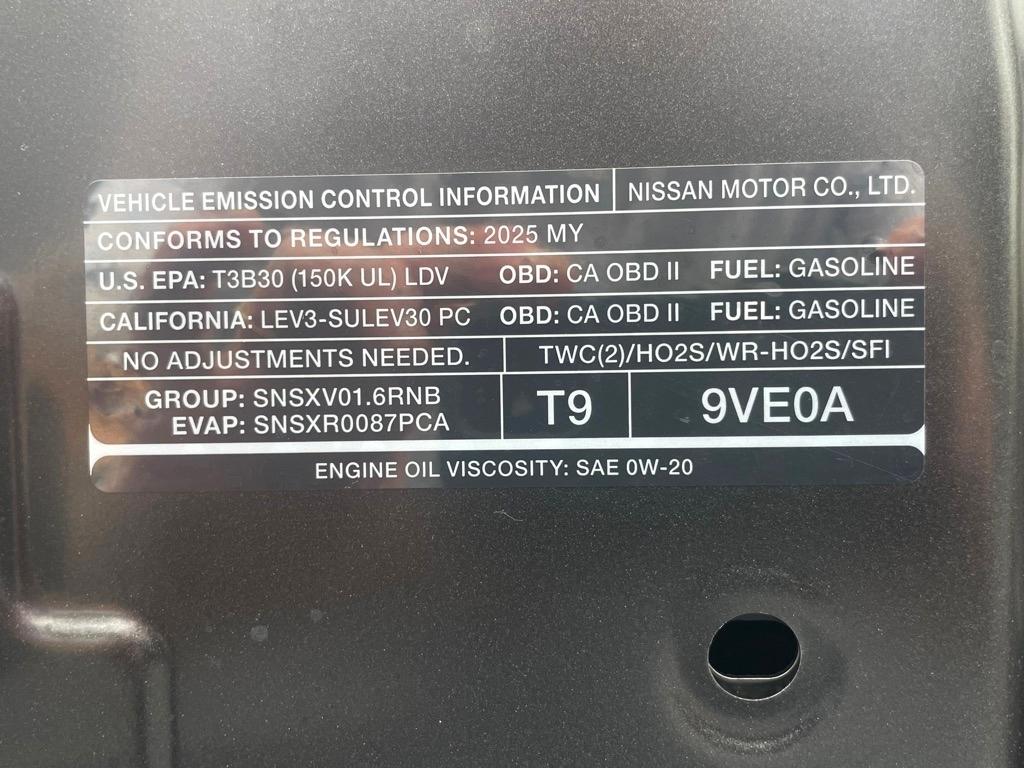 VEHICLE EMISSION CONTROL INFORMATION NISSAN MOTOR CO., LTD.
CONFORMS TO REGULATIONS: 2025 MY
U.S. EPA: T3B30 (150K UL) LDV OBD: CA OBD II FUEL: GASOLINE
CALIFORNIA: LEV3-SULEV30 PC OBD: CA OBD II FUEL: GASOLINE
NO ADJUSTMENTS NEEDED. TWC(2)/HO2S/WR-HO2S/SFI
GROUP: SNSXV01.6RNB
EVAP: SNSXR0087PCA
T9 9VE0A
ENGINE OIL VISCOSITY: SAE 0W-20